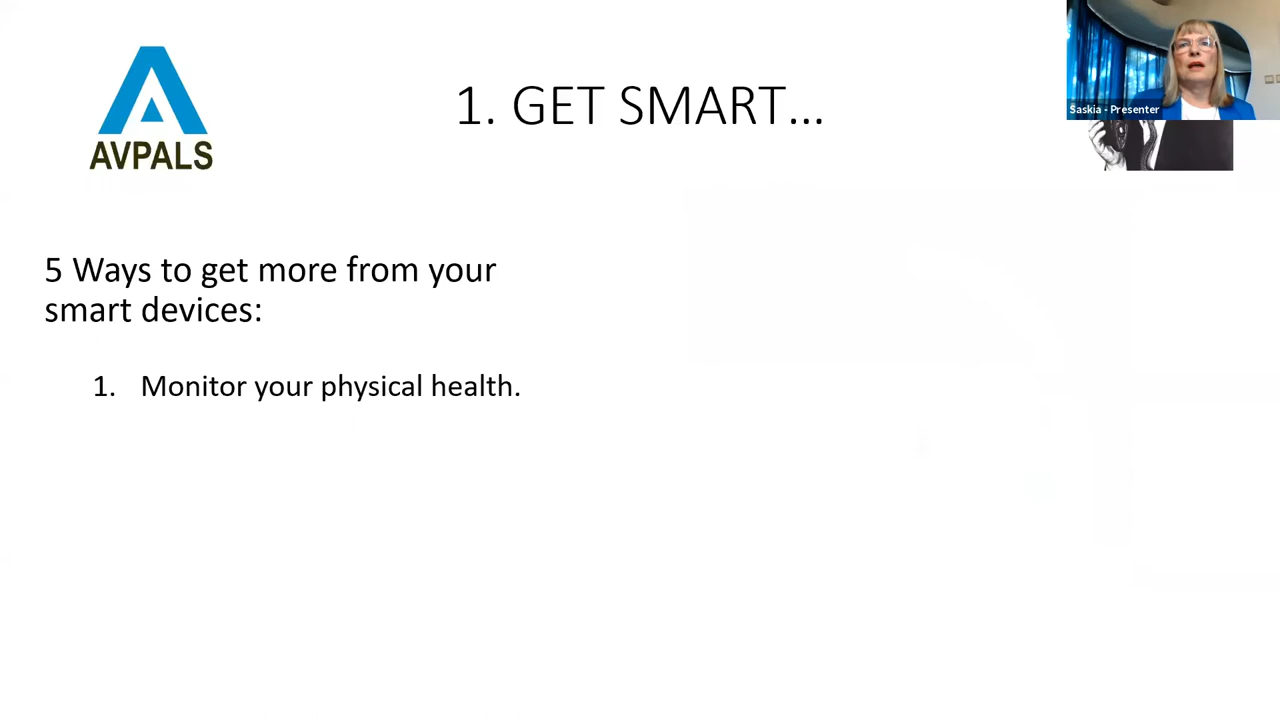 AVPALS
1. GET SMART...
Saskia - Presenter
5 Ways to get more from your
smart devices:
1. Monitor your physical health.